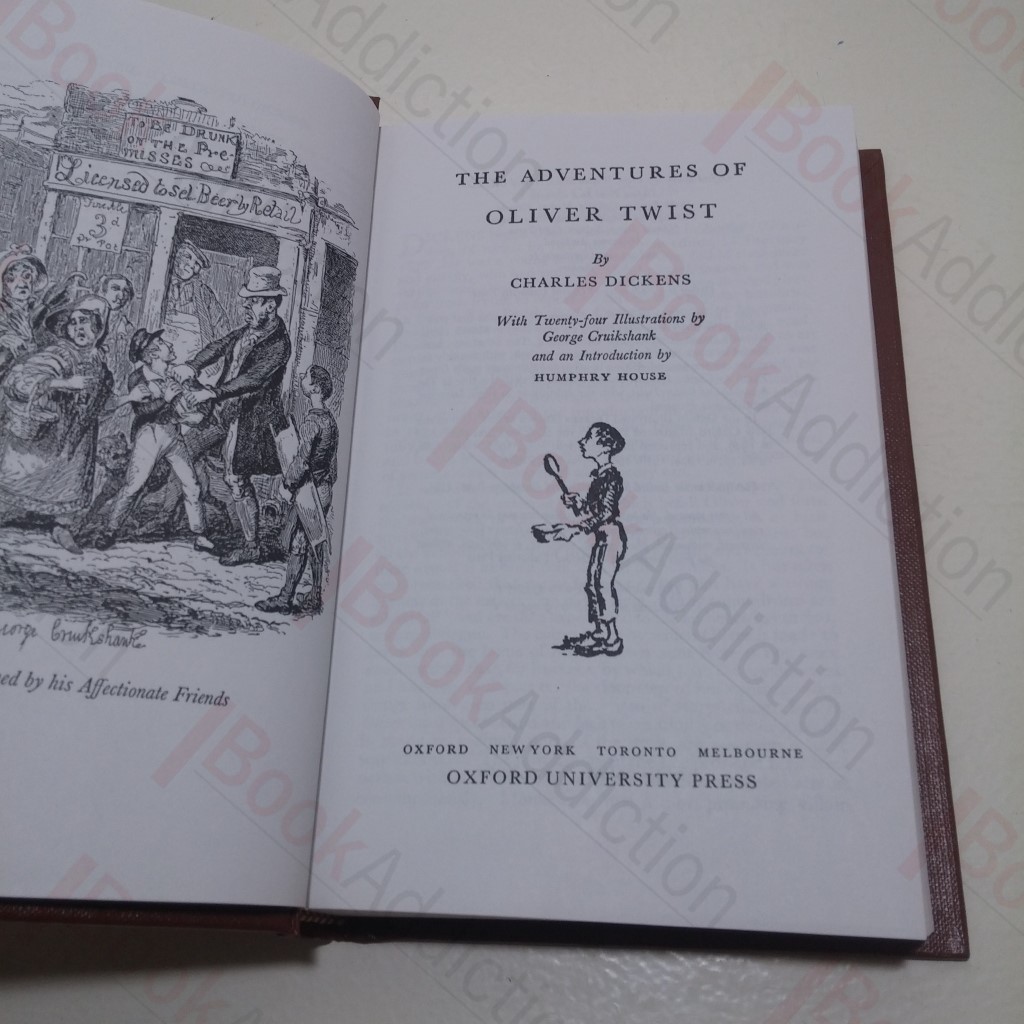 To Be DRUNK
on THE Pre-
misses
Licensed to sel Beer by Retail
3d
pr Pot
George Cruikshank
by his Affectionate Friends
THE ADVENTURES OF
OLIVER TWIST
By
CHARLES DICKENS
With Twenty-four Illustrations by
George Cruikshank
and an Introduction by
HUMPHRY HOUSE
OXFORD NEW YORK TORONTO MELBOURNE
OXFORD UNIVERSITY PRESS
BookAddiction